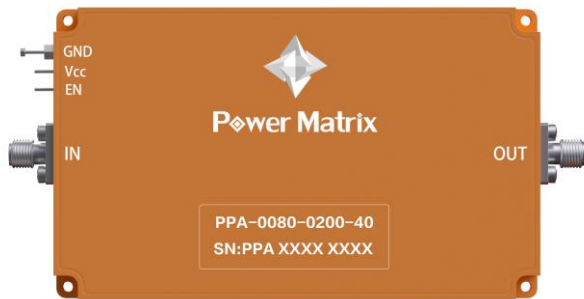 GND
Vcc
EN
Power Matrix
IN
OUT
PPA-0080-0200-40
SN:PPA XXXX XXXX